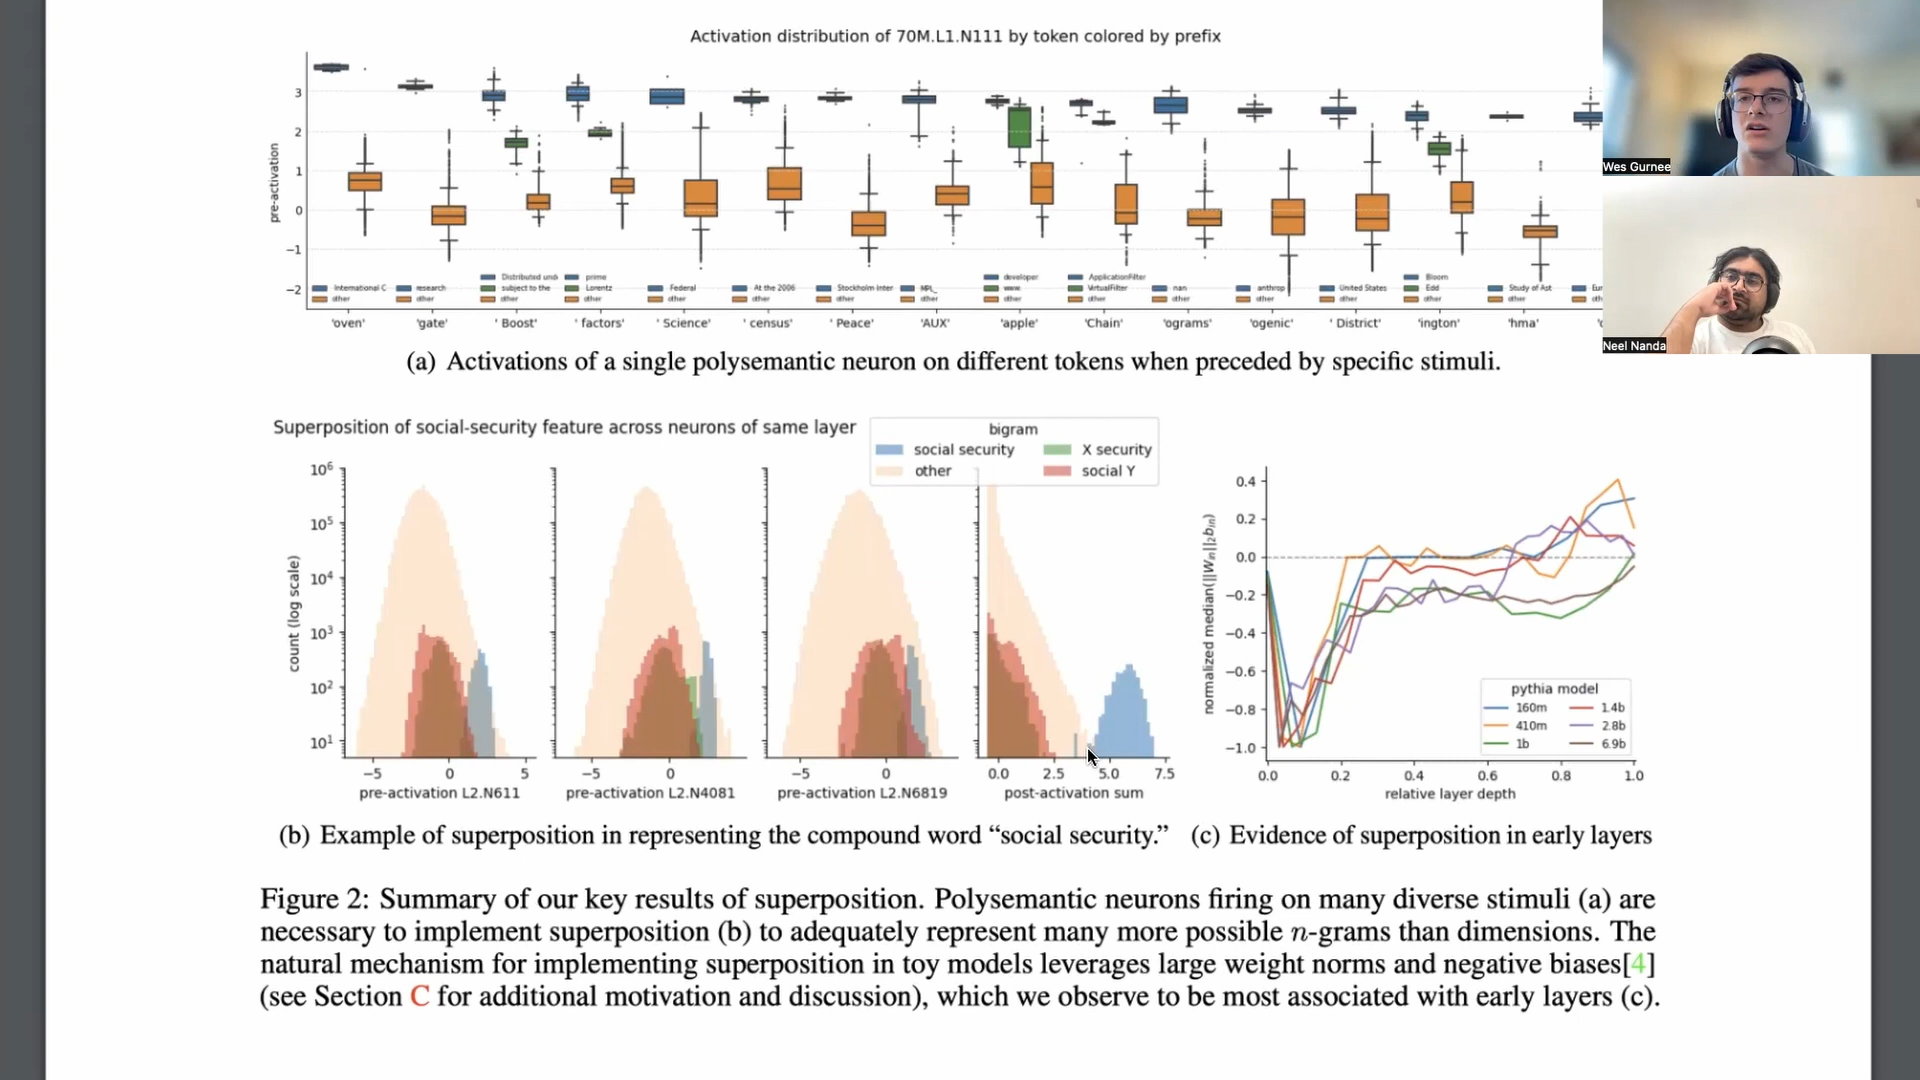 Activation distribution of 70M.L1.N111 by token colored by prefix
pre-activation
3
2
1
0
−1
−2
International C
other
research
other
Distributed und
subject to the
other
prime
Lorentz
other
Federal
other
At the 2006
other
Stockholm Inter
other
MPL_
other
developer
www.
other
ApplicationFilter
VirtualFilter
other
nan
other
anthrop
other
United States
other
Bloom
Edd
other
Study of Ast
other
Eur
oth
'oven' 'gate' ' Boost' ' factors' ' Science' ' census' ' Peace' 'AUX' 'apple' 'Chain' 'ograms' 'ogenic' ' District' 'ington' 'hma'
(a) Activations of a single polysemantic neuron on different tokens when preceded by specific stimuli.
Wes Gurnee
Neel Nanda
Superposition of social-security feature across neurons of same layer
bigram
social security
X security
other
social Y
count (log scale)
10⁶
10⁵
10⁴
10³
10²
10¹
−5 0 5
−5 0
−5 0
0.0 2.5 5.0 7.5
pre-activation L2.N611
pre-activation L2.N4081
pre-activation L2.N6819
post-activation sum
normalized median(||W_in||₂b_in)
0.4
0.2
0.0
−0.2
−0.4
−0.6
−0.8
−1.0
pythia model
160m 1.4b
410m 2.8b
1b 6.9b
0.0 0.2 0.4 0.6 0.8 1.0
relative layer depth
(b) Example of superposition in representing the compound word “social security.”
(c) Evidence of superposition in early layers
Figure 2: Summary of our key results of superposition. Polysemantic neurons firing on many diverse stimuli (a) are
necessary to implement superposition (b) to adequately represent many more possible n-grams than dimensions. The
natural mechanism for implementing superposition in toy models leverages large weight norms and negative biases[4]
(see Section C for additional motivation and discussion), which we observe to be most associated with early layers (c).